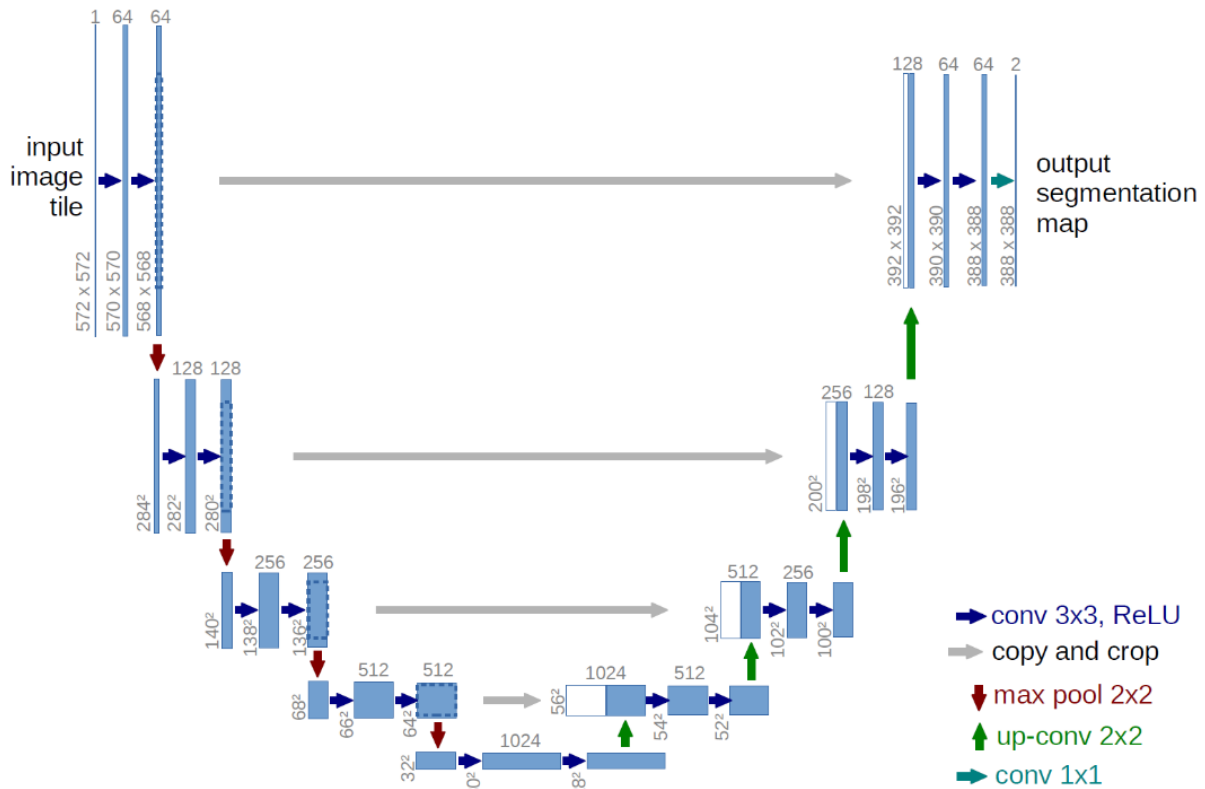 1 64 64
input
image
tile
572 x 572
570 x 570
568 x 568
128 64 64 2
392 x 392
390 x 390
388 x 388
388 x 388
output
segmentation
map
128 128
284²
282²
280²
256 128
200²
198²
196²
256 256
140²
138²
136²
512 256
104²
102²
100²
512 512
68²
66²
64²
1024 512
56²
54²
52²
1024
32²
0²
8²
conv 3x3, ReLU
copy and crop
max pool 2x2
up-conv 2x2
conv 1x1